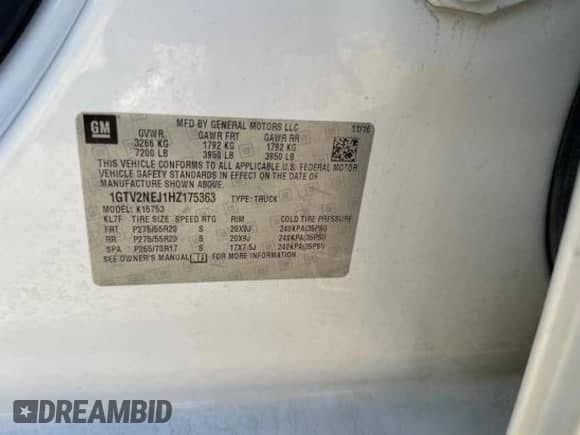 GM
MFD BY GENERAL MOTORS LLC
11/16
GVWR GAWR FRT GAWR RR
3266 KG 1792 KG 1792 KG
7200 LB 3950 LB 3950 LB
THIS VEHICLE CONFORMS TO ALL APPLICABLE U.S. FEDERAL MOTOR
VEHICLE SAFETY STANDARDS IN EFFECT ON THE DATE
OF MANUFACTURE SHOWN ABOVE.
1GTV2NEJ1HZ175363 TYPE: TRUCK
MODEL: K15753
KL7F TIRE SIZE SPEED RTG RIM COLD TIRE PRESSURE
FRT P275/55R20 S 20X9J 240KPA(35PSI)
RR P275/55R20 S 20X9J 240KPA(35PSI)
SPA P265/70R17 S 17X7.5J 240KPA(35PSI)
SEE OWNER'S MANUAL FOR MORE INFORMATION.
DREAMBID